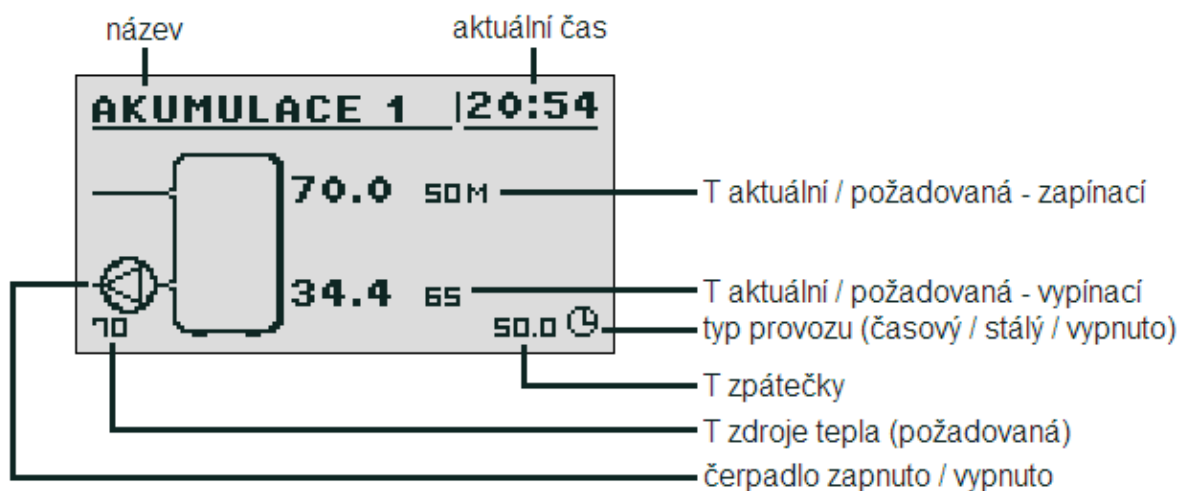 název
aktuální čas
AKUMULACE 1 20:54
70.0 50M
T aktuální / požadovaná - zapínací
34.4 65
T aktuální / požadovaná - vypínací
70
50.0
typ provozu (časový / stálý / vypnuto)
T zpátečky
T zdroje tepla (požadovaná)
čerpadlo zapnuto / vypnuto